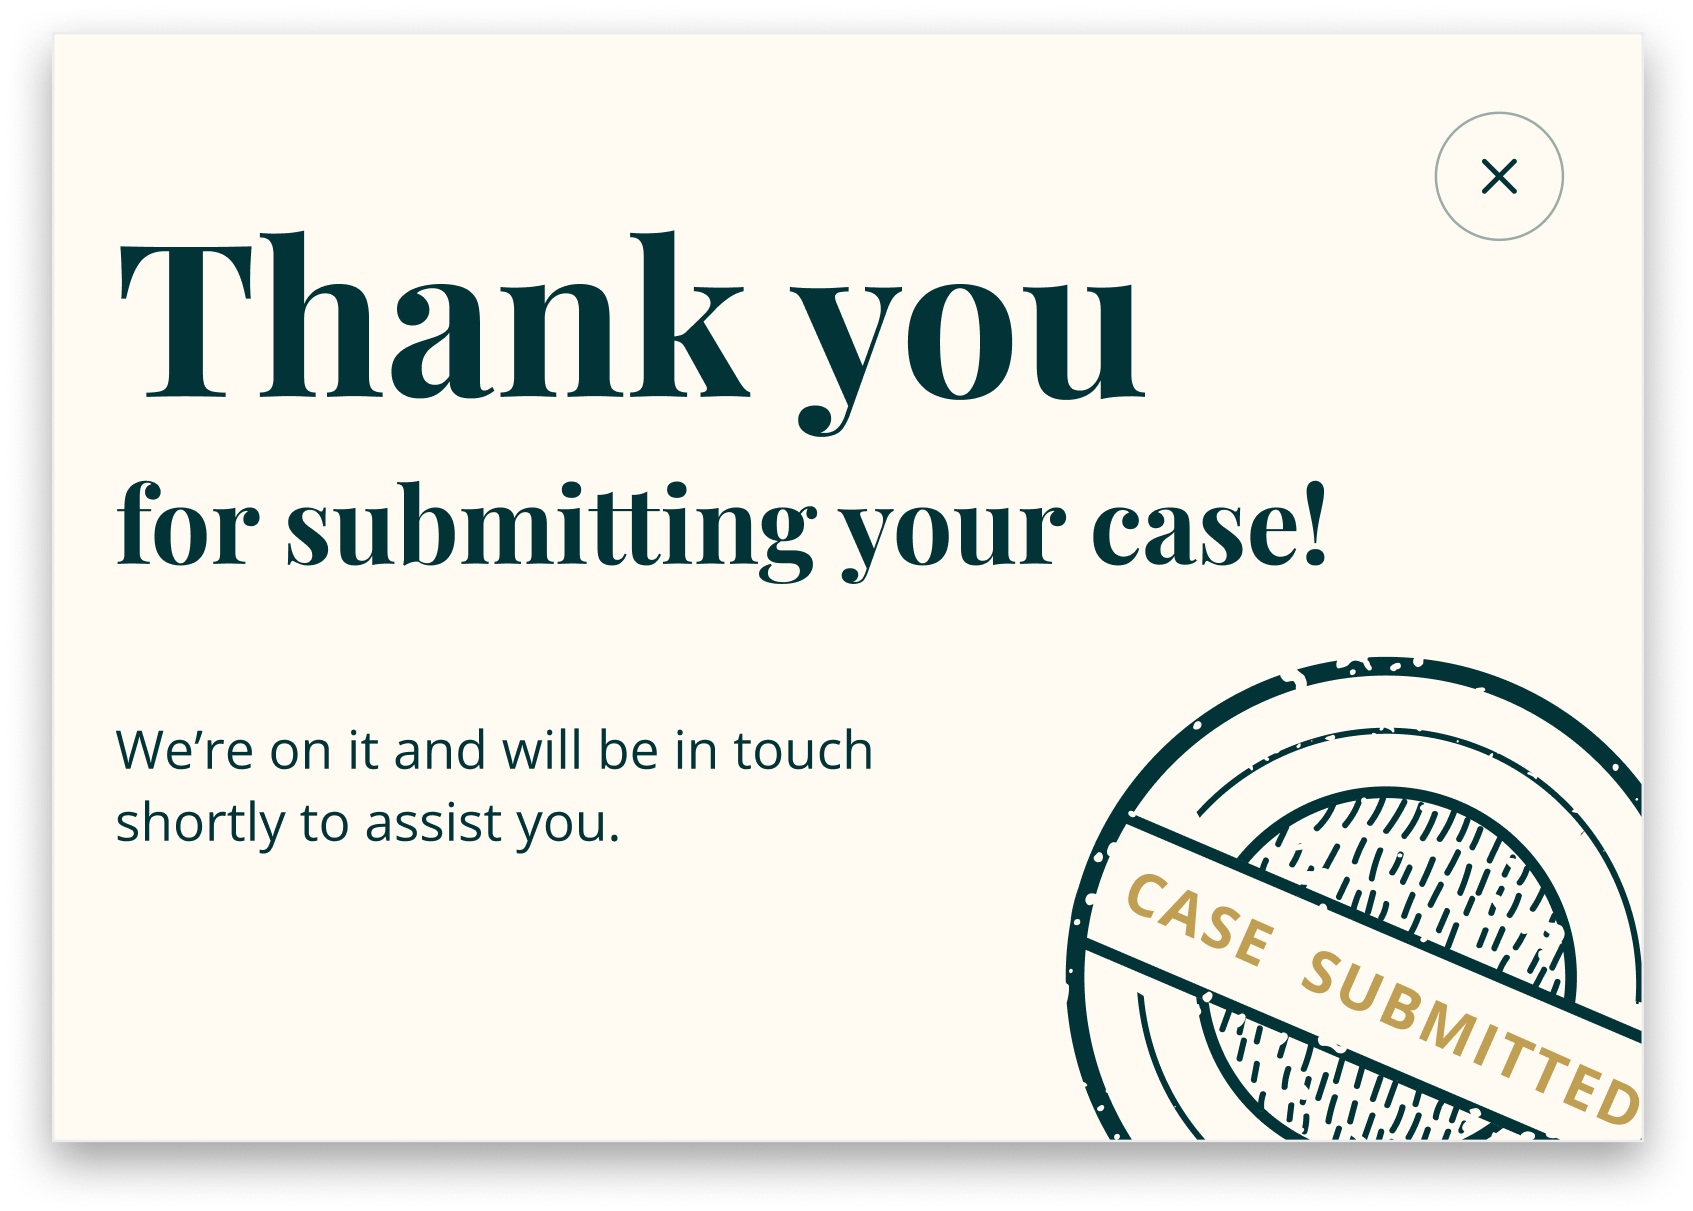 Thank you
for submitting your case!
We’re on it and will be in touch
shortly to assist you.
CASE SUBMITTED